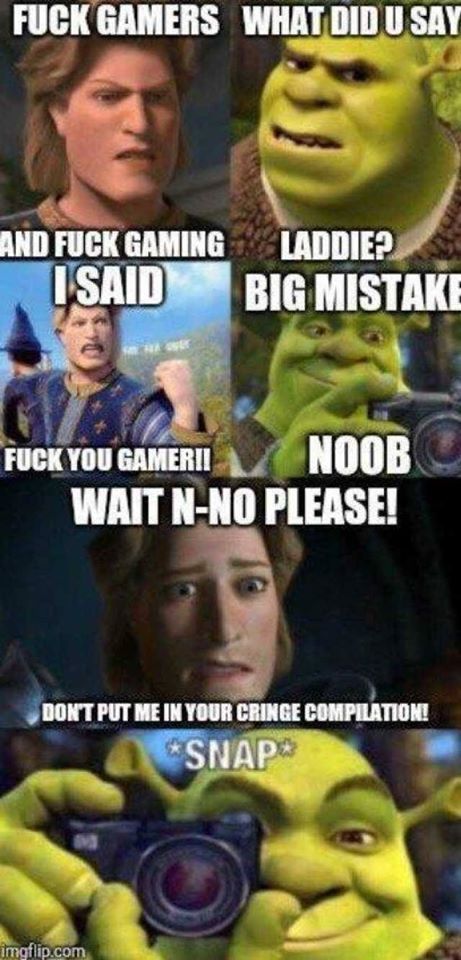 FUCK GAMERS
AND FUCK GAMING
WHAT DID U SAY
LADDIE?
I SAID
FUCK YOU GAMER!!
BIG MISTAKE
NOOB
WAIT N-NO PLEASE!
DON'T PUT ME IN YOUR CRINGE COMPILATION!
*SNAP*
imgflip.com